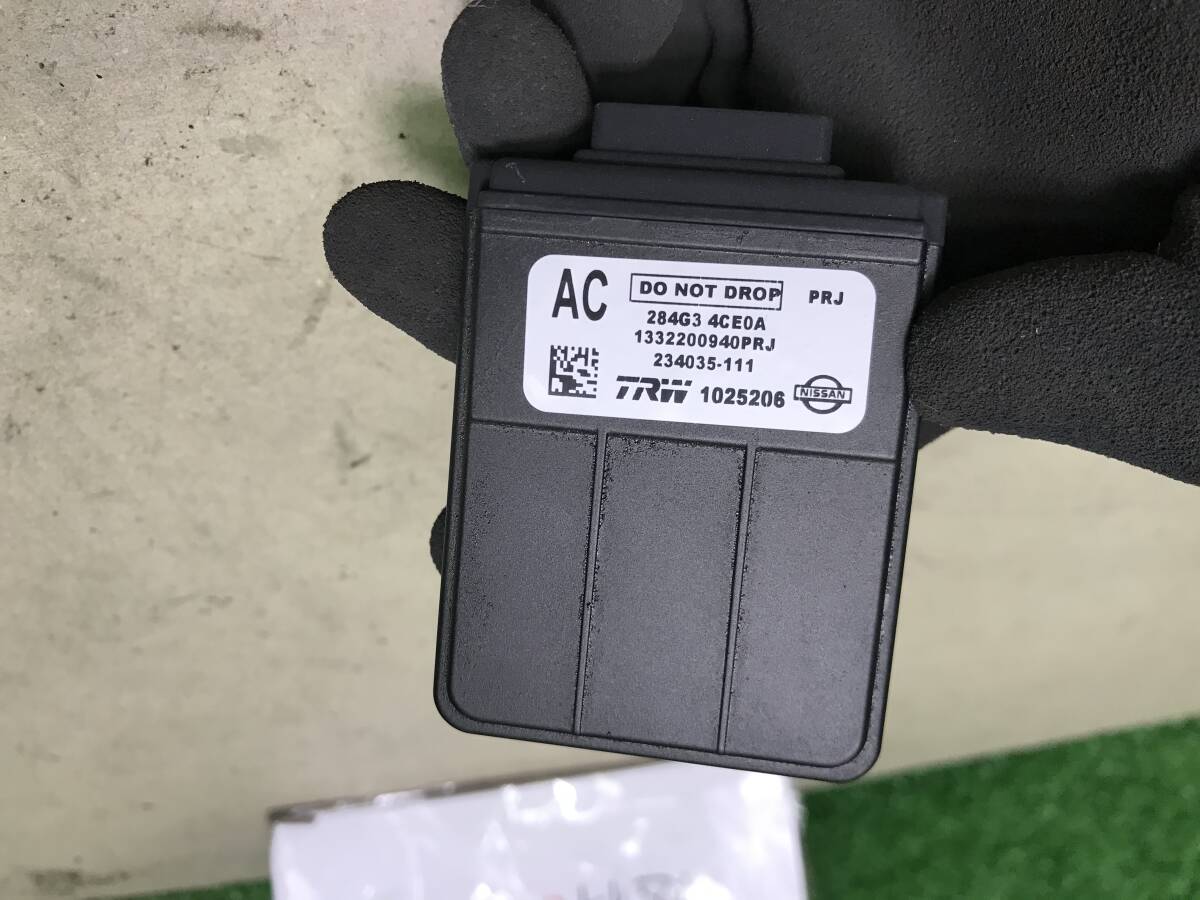 AC DO NOT DROP PRJ
284G3 4CE0A
1332200940PRJ
234035-111
TRW 1025206 NISSAN